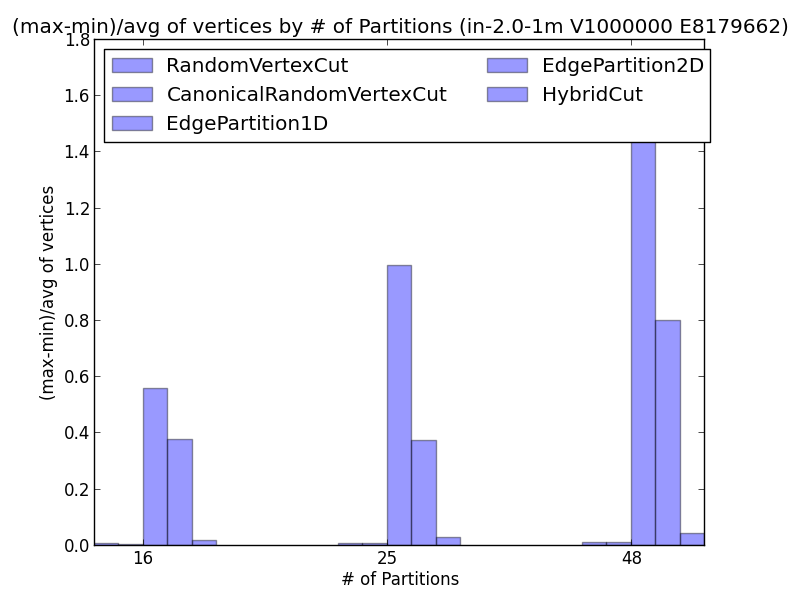 (max-min)/avg of vertices by # of Partitions (in-2.0-1m V1000000 E8179662)
RandomVertexCut
CanonicalRandomVertexCut
EdgePartition1D
EdgePartition2D
HybridCut
(max-min)/avg of vertices
1.8
1.6
1.4
1.2
1.0
0.8
0.6
0.4
0.2
0.0
16
25
48
# of Partitions